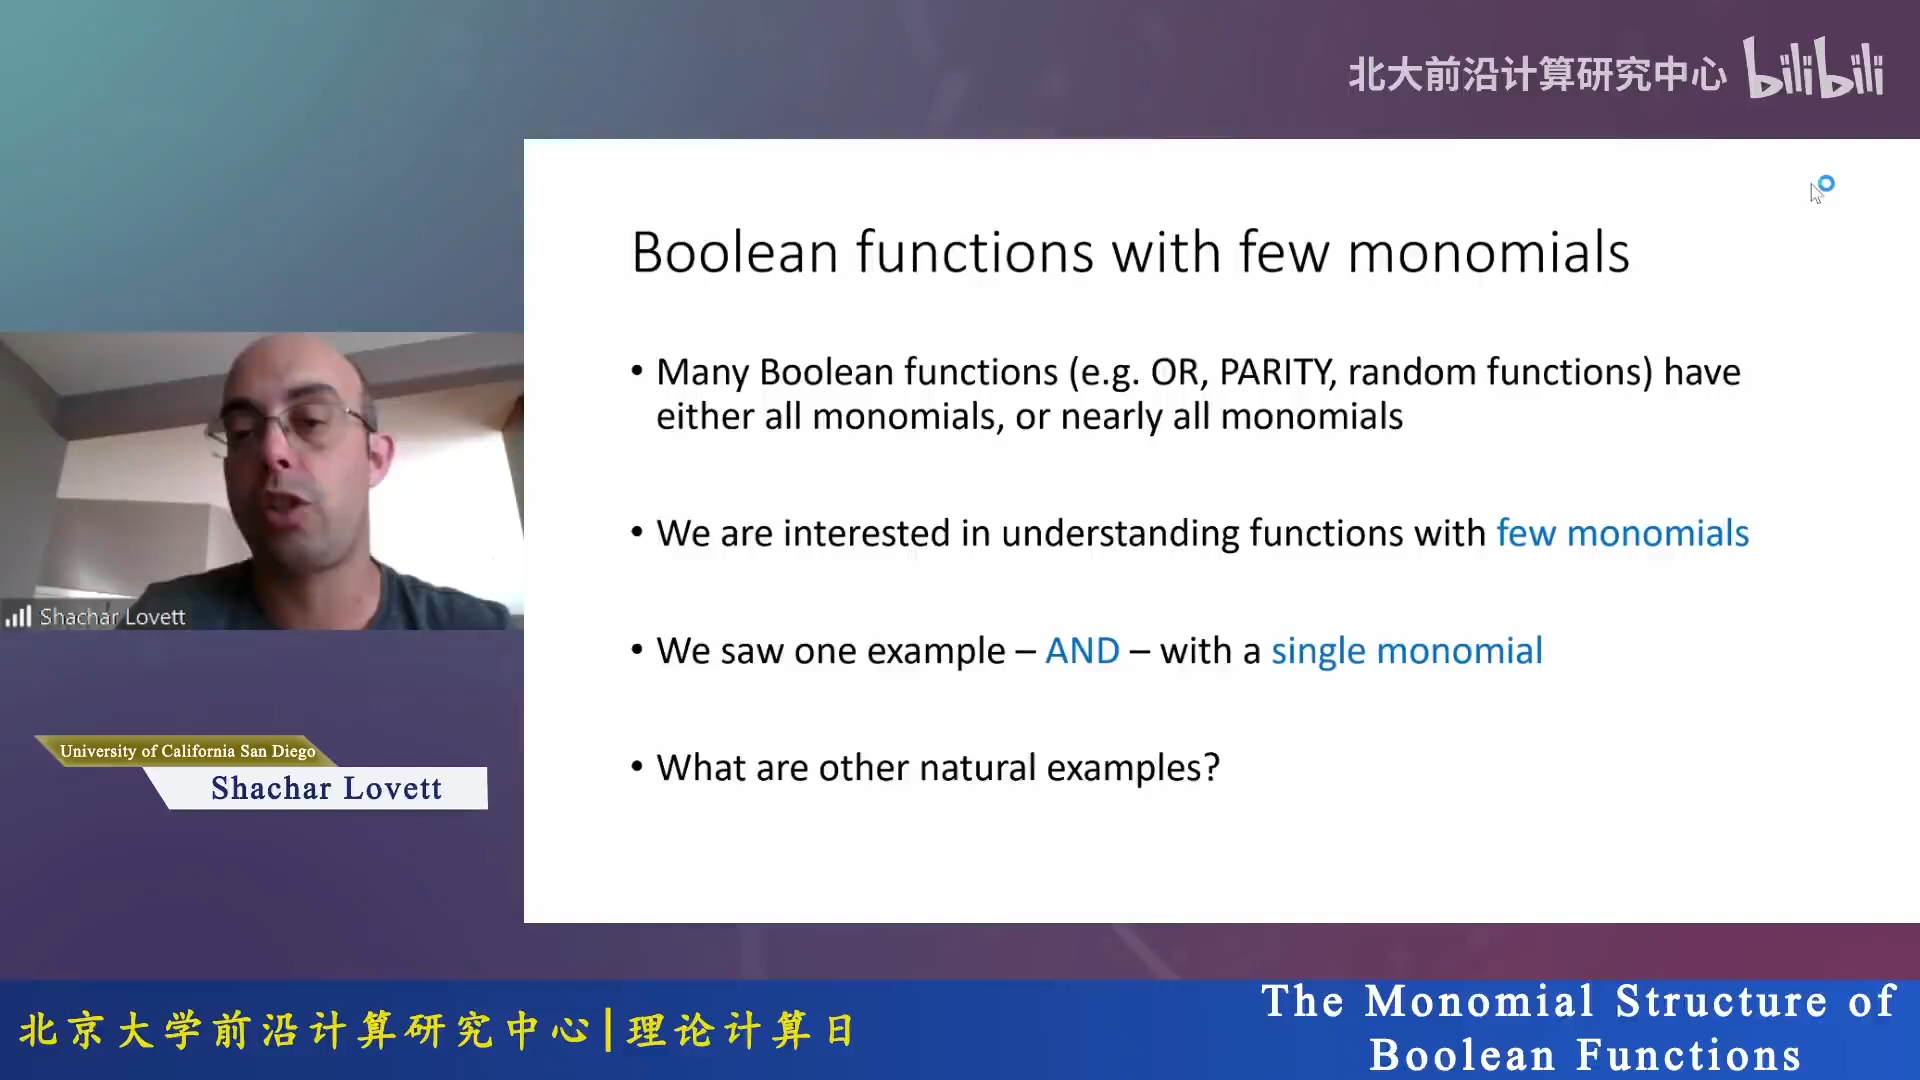 北大前沿计算研究中心 bilibili
Boolean functions with few monomials
• Many Boolean functions (e.g. OR, PARITY, random functions) have
either all monomials, or nearly all monomials
• We are interested in understanding functions with few monomials
• We saw one example – AND – with a single monomial
• What are other natural examples?
Shachar Lovett
University of California San Diego
Shachar Lovett
北京大学前沿计算研究中心|理论计算日
The Monomial Structure of
Boolean Functions